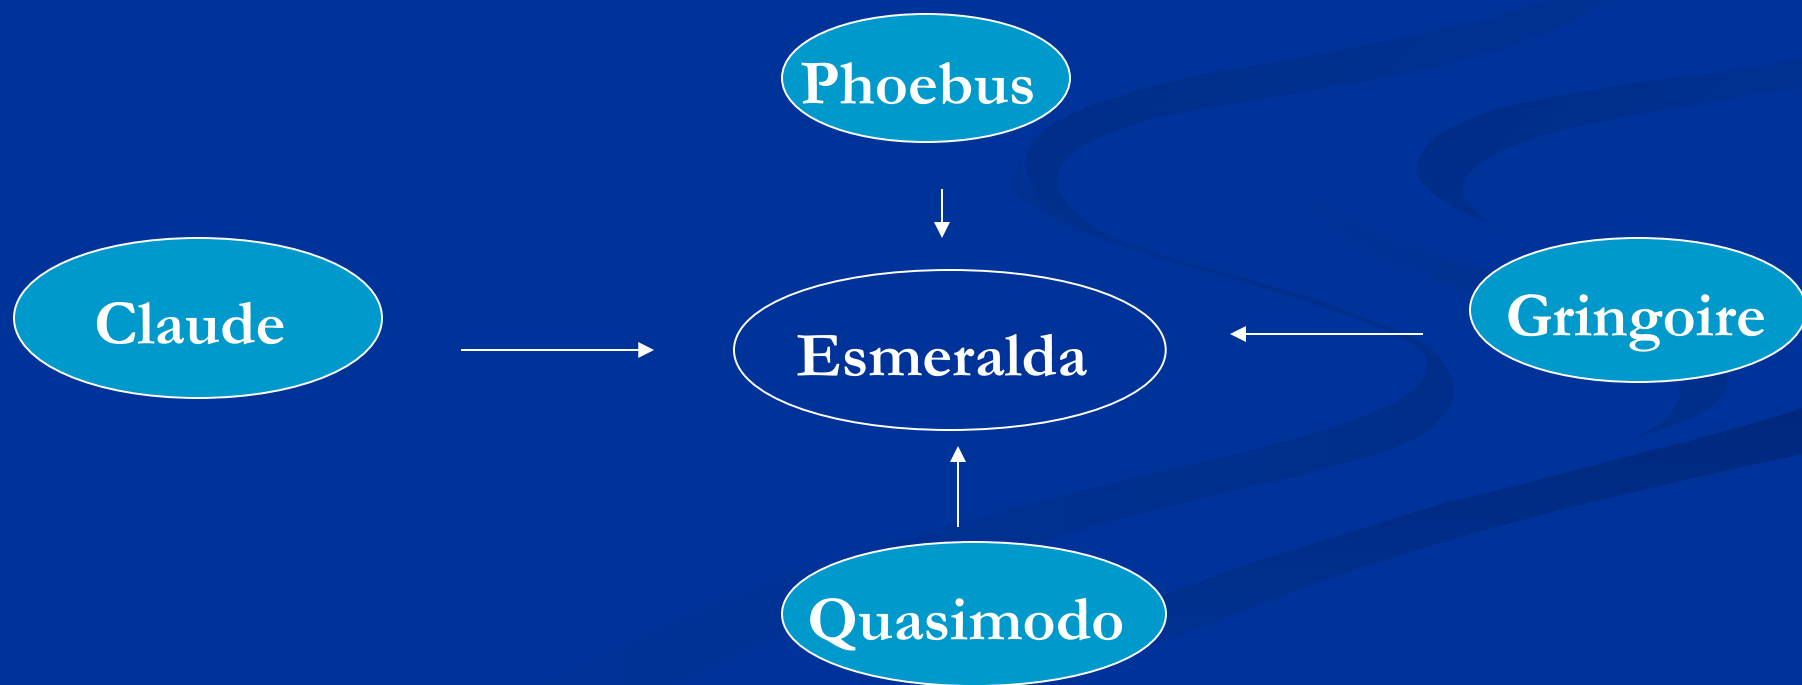 Phoebus
Claude
Esmeralda
Gringoire
Quasimodo